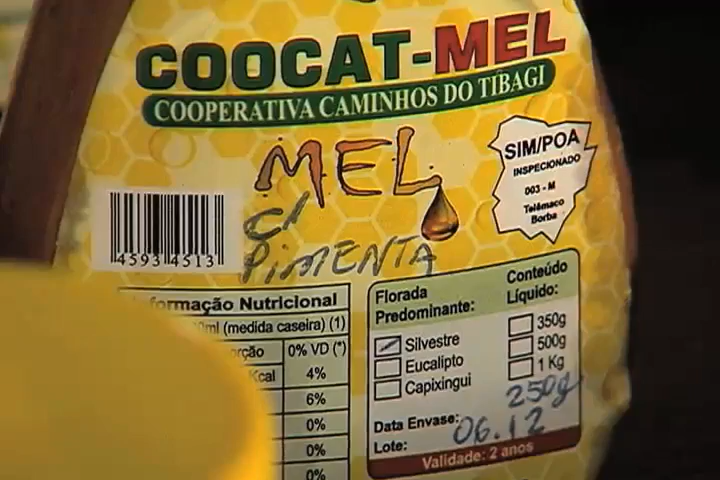 COOCAT-MEL
COOPERATIVA CAMINHOS DO TIBAGI
MEL
C/
PIMENTA
SIM/POA
INSPECIONADO
003 - M
Telêmaco
Borba
4593 4513
formação Nutricional
ml (medida caseira) (1)
0% VD (*)
Kcal 4%
6%
0%
0%
0%
Florada
Predominante:
Silvestre
Eucalipto
Capixingui
Conteúdo
Líquido:
350g
500g
1 Kg
250g
Data Envase:
Lote: 06.12
Validade: 2 anos